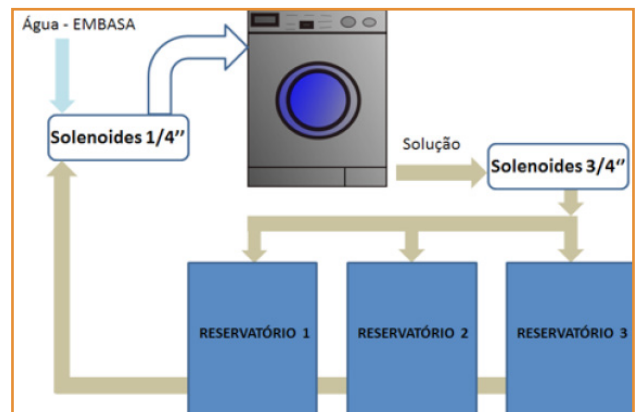 Água - EMBASA
Solenoides 1/4”
Solução
Solenoides 3/4”
RESERVATÓRIO 1
RESERVATÓRIO 2
RESERVATÓRIO 3